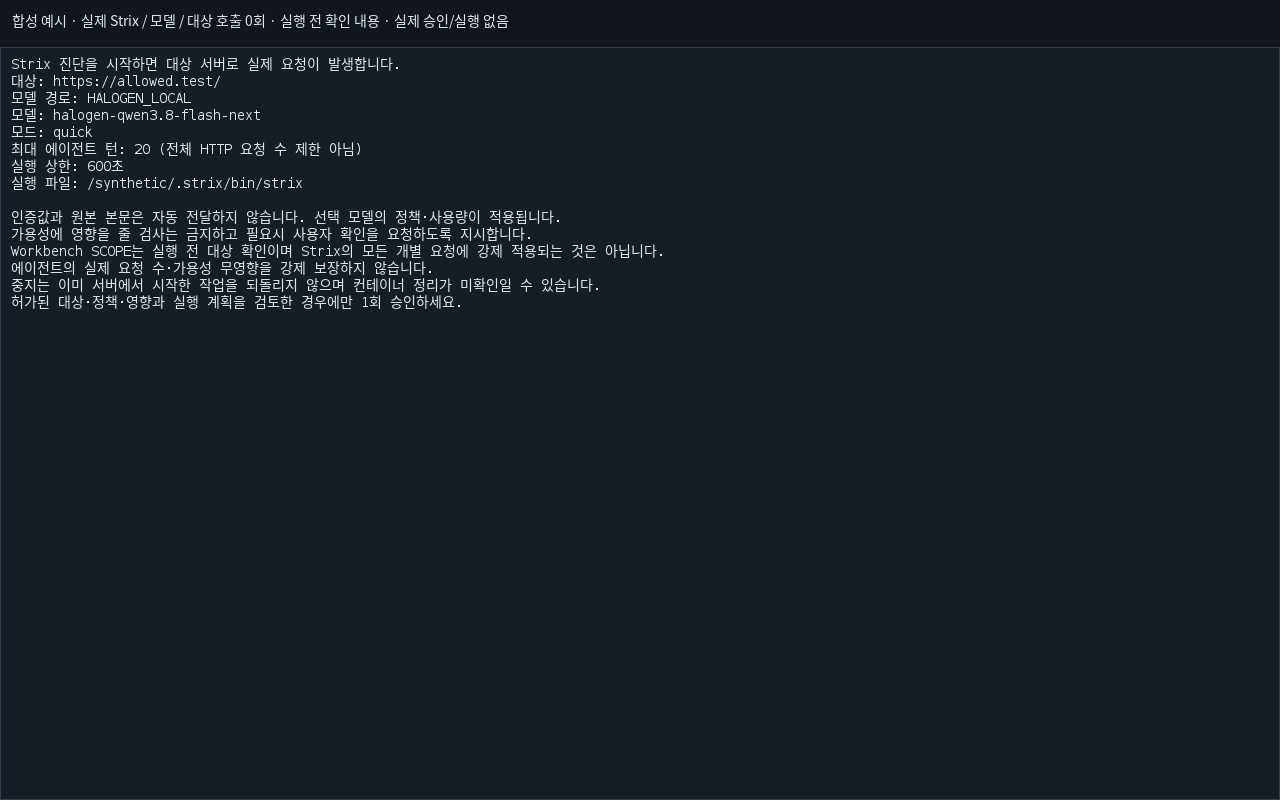 합성 예시 · 실제 Strix / 모델 / 대상 호출 0회 · 실행 전 확인 내용 · 실제 승인/실행 없음
Strix 진단을 시작하면 대상 서버로 실제 요청이 발생합니다.
대상: https://allowed.test/
모델 경로: HALOGEN_LOCAL
모델: halogen-qwen3.8-flash-next
모드: quick
최대 에이전트 턴: 20 (전체 HTTP 요청 수 제한 아님)
실행 상한: 600초
실행 파일: /synthetic/.strix/bin/strix
인증값과 원본 본문은 자동 전달하지 않습니다. 선택 모델의 정책·사용량이 적용됩니다.
가용성에 영향을 줄 검사는 금지하고 필요시 사용자 확인을 요청하도록 지시합니다.
Workbench SCOPE는 실행 전 대상 확인이며 Strix의 모든 개별 요청에 강제 적용되는 것은 아닙니다.
에이전트의 실제 요청 수·가용성 무영향을 강제 보장하지 않습니다.
중지는 이미 서버에서 시작한 작업을 되돌리지 않으며 컨테이너 정리가 미확인일 수 있습니다.
허가된 대상·정책·영향과 실행 계획을 검토한 경우에만 1회 승인하세요.